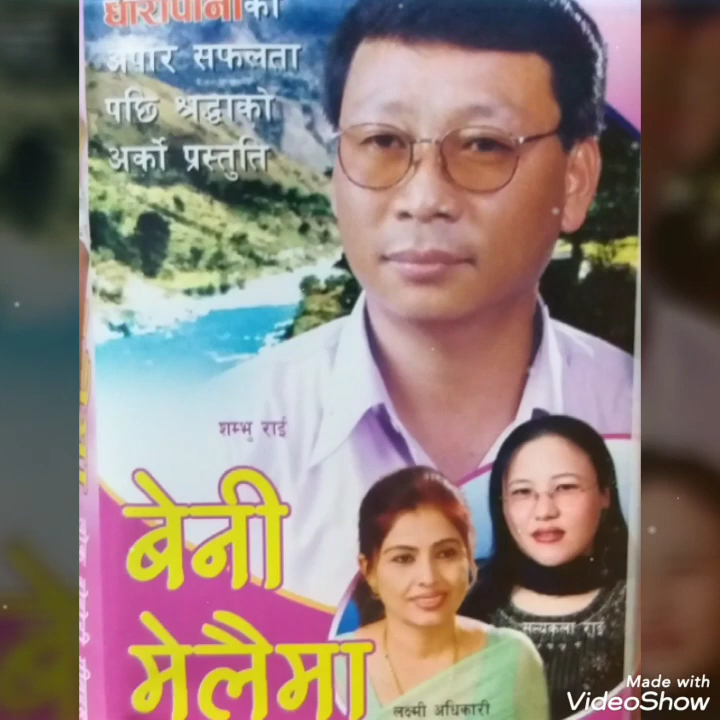 धारापानीको
अपार सफलता
पछि श्रद्धाको
अर्को प्रस्तुति
शम्भु राई
बेनी
मेलैमा
सत्यकला राई
लक्ष्मी अधिकारी
Made with
VideoShow